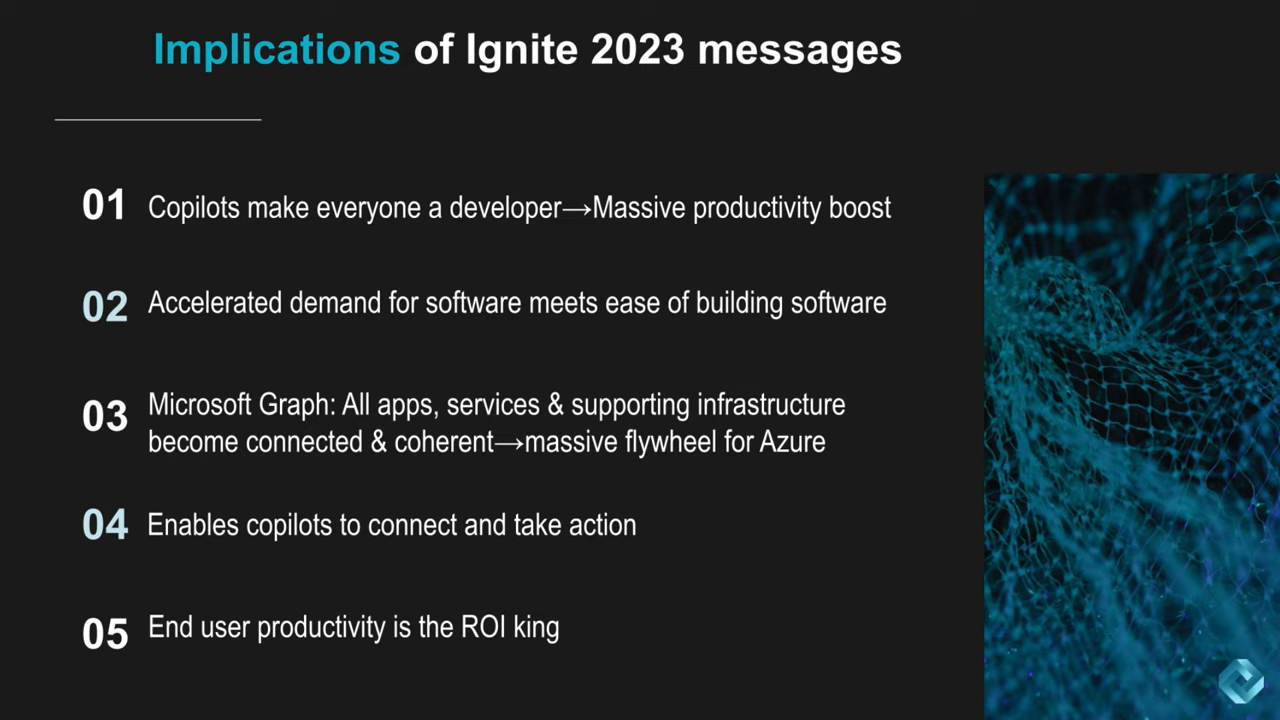 Implications of Ignite 2023 messages
01 Copilots make everyone a developer→Massive productivity boost
02 Accelerated demand for software meets ease of building software
03 Microsoft Graph: All apps, services & supporting infrastructure
become connected & coherent→massive flywheel for Azure
04 Enables copilots to connect and take action
05 End user productivity is the ROI king